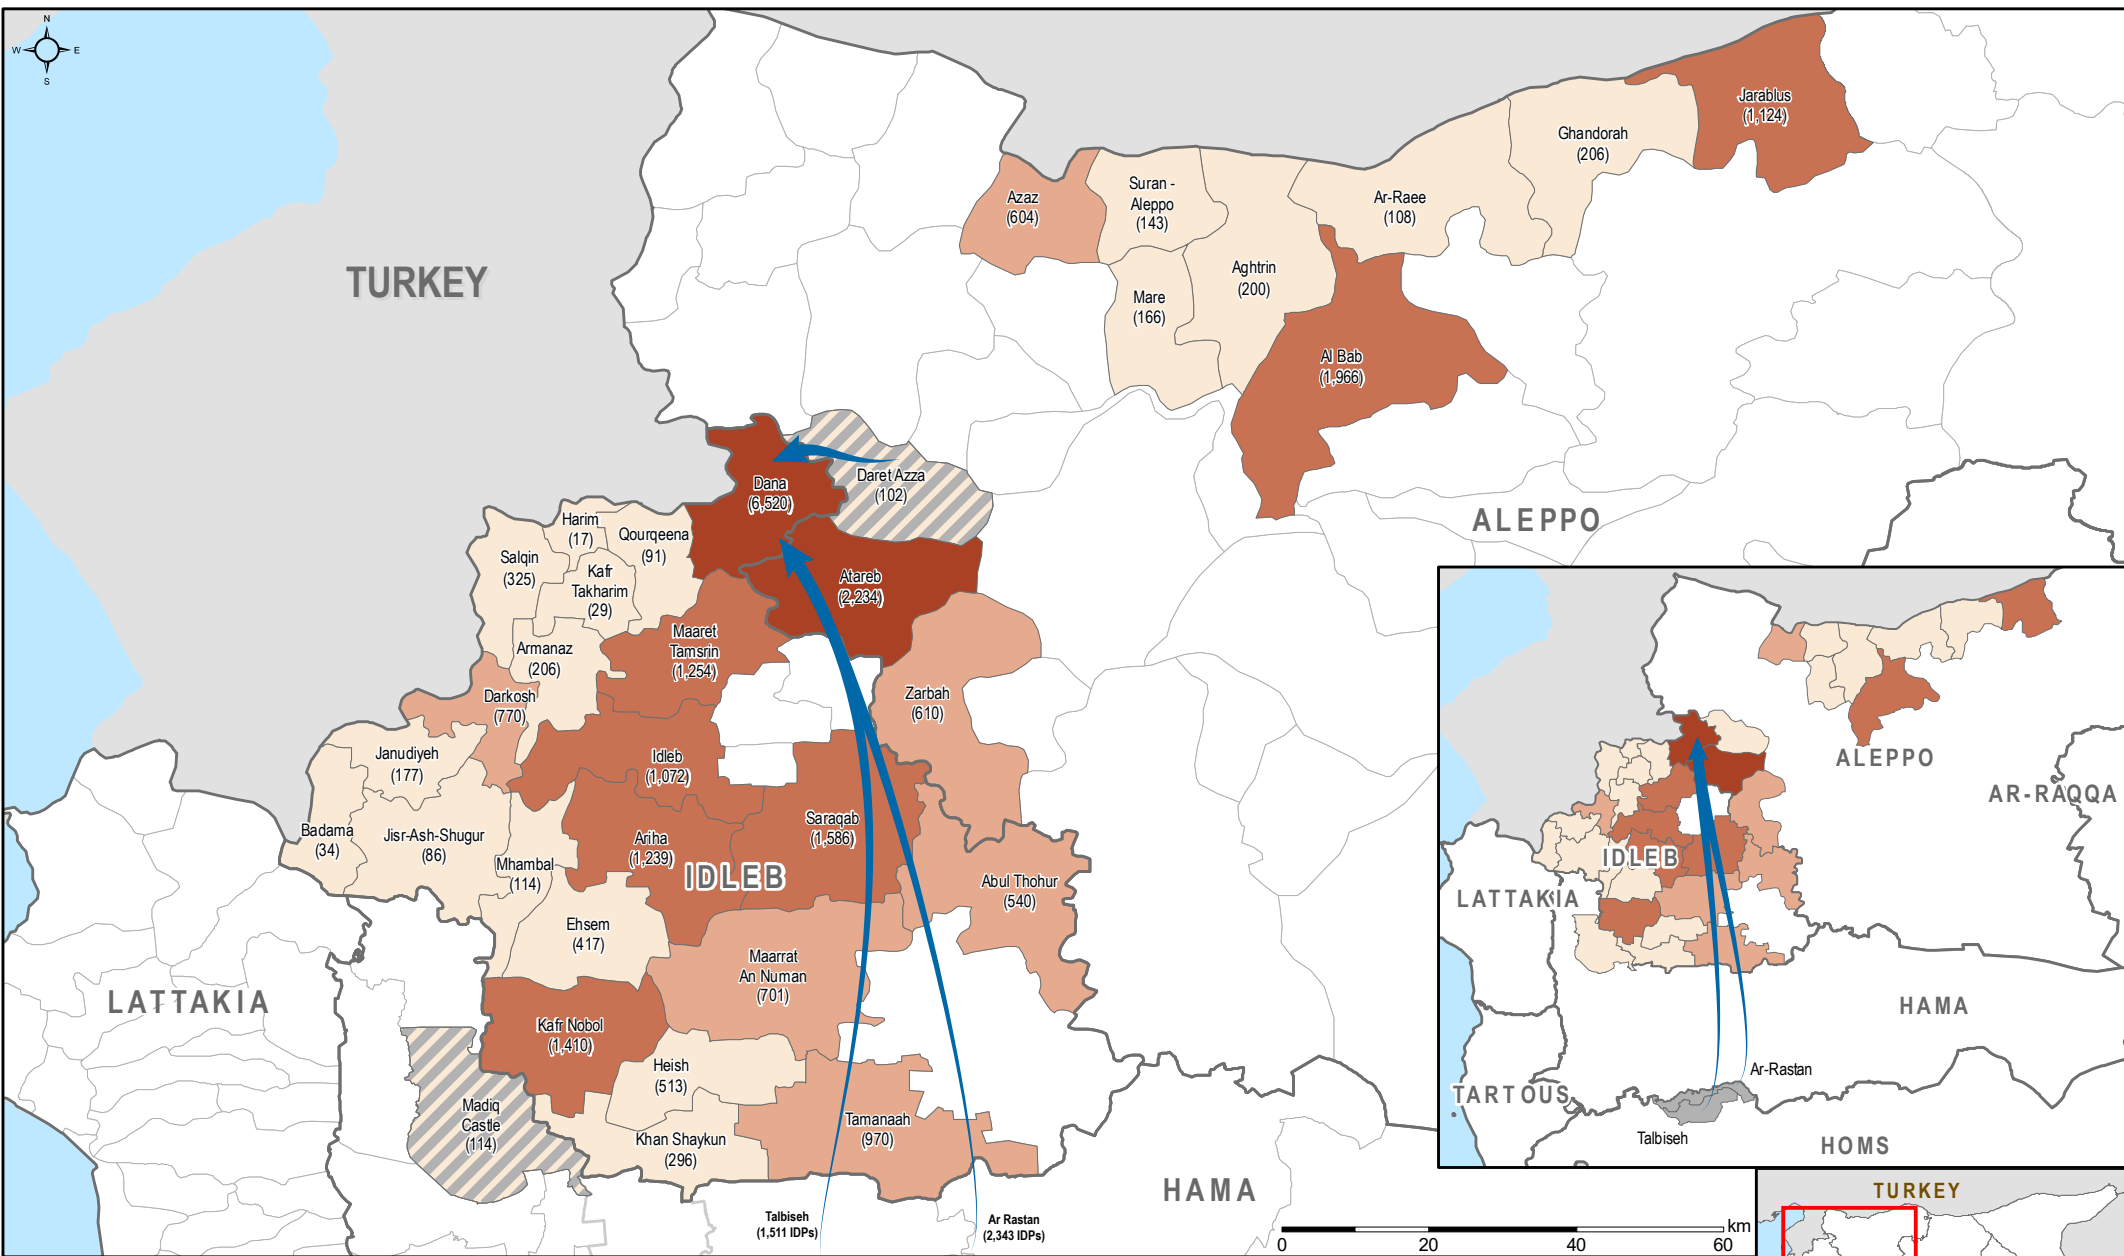 N
W
E
S
TURKEY
Jarablus
(1,124)
Ghandorah
(206)
Azaz
(604)
Suran -
Aleppo
(143)
Ar-Raee
(108)
Aghtrin
(200)
Mare
(166)
Al Bab
(1,966)
ALEPPO
Dana
(6,520)
Daret Azza
(102)
Harim
(17)
Qourqeena
(91)
Salqin
(325)
Kafr
Takharim
(29)
Atareb
(2,234)
Maaret
Tamsrin
(1,254)
Armanaz
(206)
Darkosh
(770)
Zarbah
(610)
Janudiyeh
(177)
Idleb
(1,072)
Badama
(34)
Jisr-Ash-Shugur
(86)
Mhambal
(114)
Ariha
(1,239)
Saraqab
(1,586)
IDLEB
Abul Thohur
(540)
Ehsem
(417)
Maarrat
An Numan
(701)
LATTAKIA
Kafr Nobol
(1,410)
Heish
(513)
Madiq
Castle
(114)
Khan Shaykun
(296)
Tamanaah
(970)
HAMA
Talbiseh
(1,511 IDPs)
Ar Rastan
(2,343 IDPs)
0
20
40
60
km
ALEPPO
AR-RAQQA
IDLEB
LATTAKIA
HAMA
Ar-Rastan
TARTOUS
Talbiseh
HOMS
TURKEY